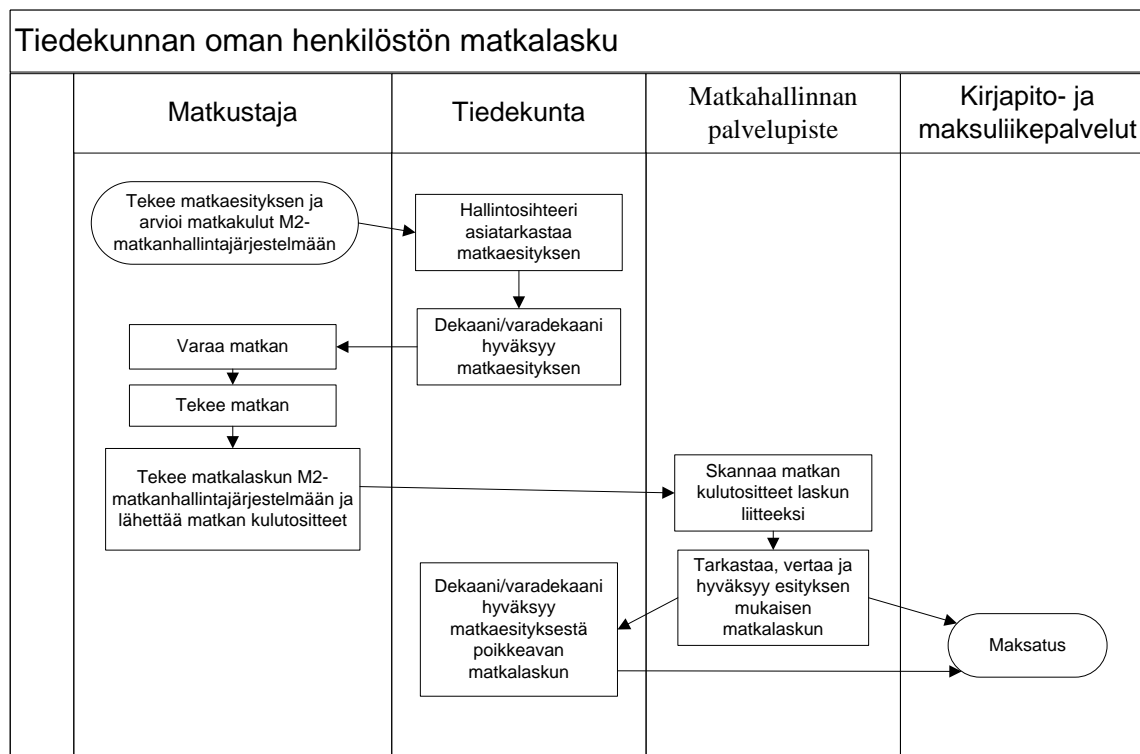 Tiedekunnan oman henkilöstön matkalasku
Matkustaja
Tiedekunta
Matkahallinnan
palvelupiste
Kirjapito- ja
maksuliikepalvelut
Tekee matkaesityksen ja
arvioi matkakulut M2-
matkanhallintajärjestelmään
Hallintosihteeri
asiatarkastaa
matkaesityksen
Dekaani/varadekaani
hyväksyy
matkaesityksen
Varaa matkan
Tekee matkan
Tekee matkalaskun M2-
matkanhallintajärjestelmään ja
lähettää matkan kulutositteet
Skannaa matkan
kulutositteet laskun
liitteeksi
Tarkastaa, vertaa ja
hyväksyy esityksen
mukaisen
matkalaskun
Dekaani/varadekaani
hyväksyy
matkaesityksestä
poikkeavan
matkalaskun
Maksatus